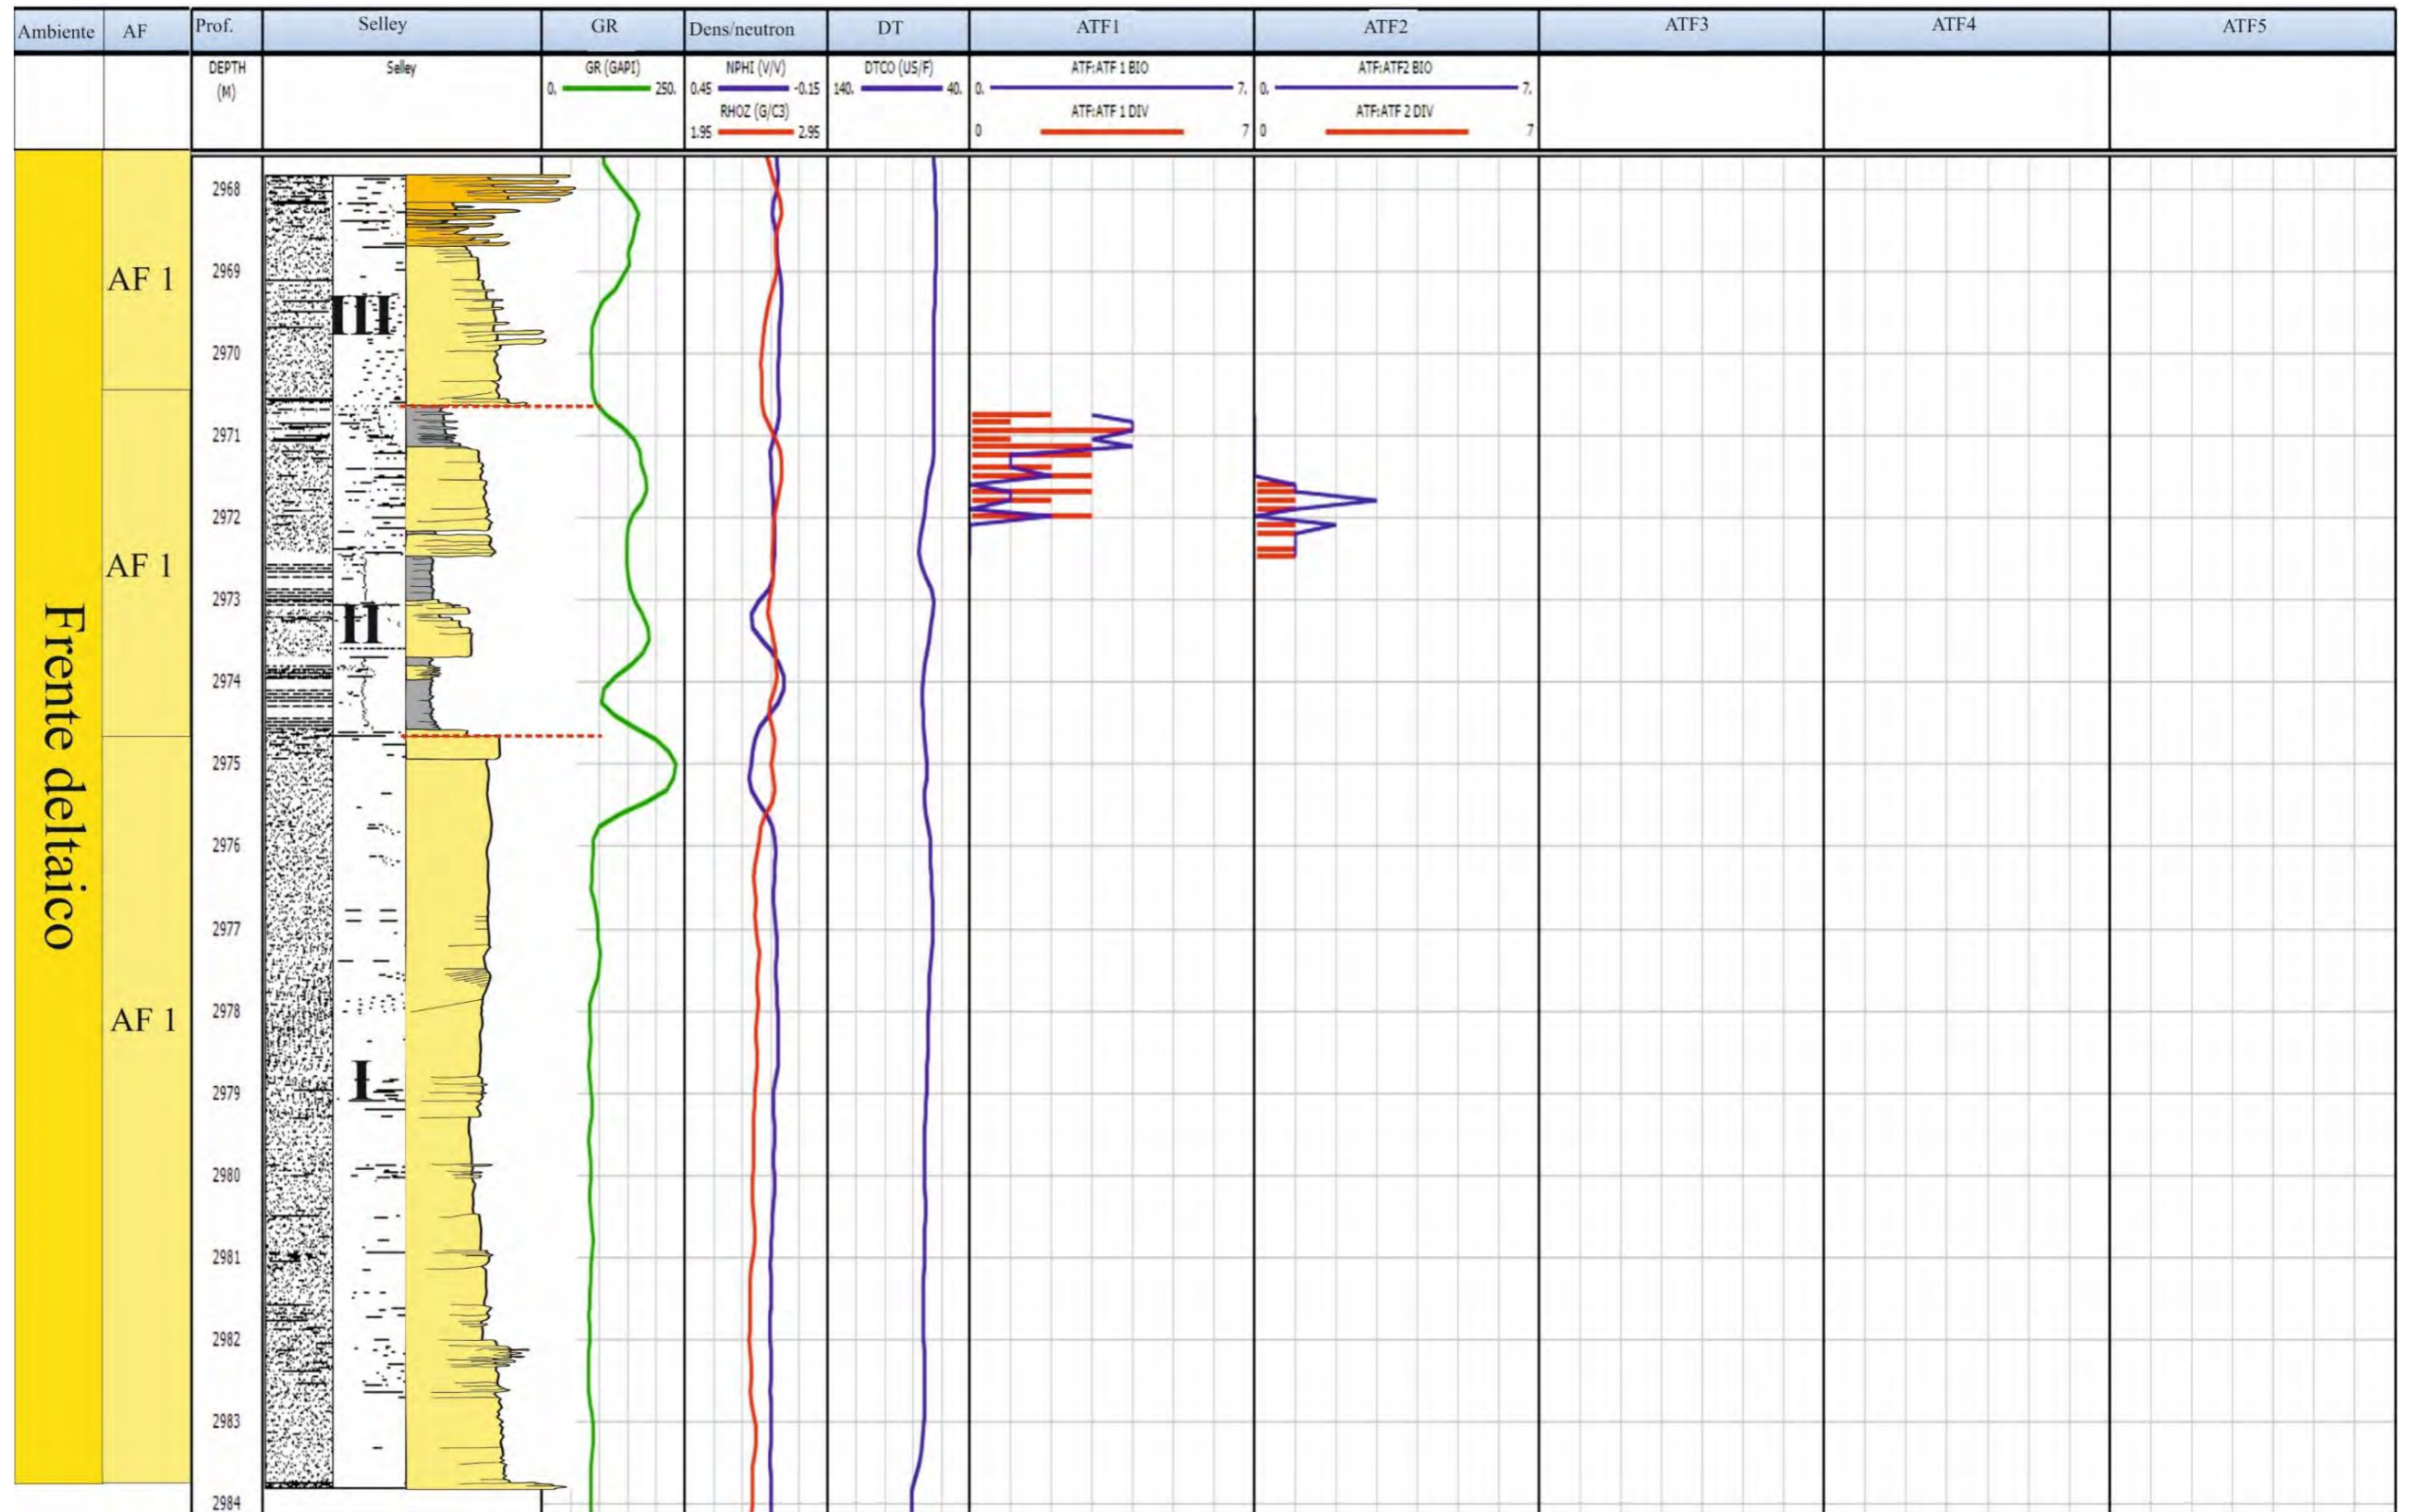 Ambiente AF Prof. Selley GR Dens/neutron DT ATF1 ATF2 ATF3 ATF4 ATF5
DEPTH Selley GR (GAPI) NPHI (V/V) DTCO (US/F) ATF:ATF 1 BIO ATF:ATF2 BIO
(M) 0. 250. 0.45 -0.15 140. 40. 0. 7. 0. 7.
RHOZ (G/C3) ATF:ATF 1 DIV ATF:ATF 2 DIV
1.95 2.95 0 7 0 7
2968
2969
AF 1
III
2970
2971
2972
AF 1
2973
II
2974
Frente deltaico
2975
2976
2977
2978
AF 1
I
2979
2980
2981
2982
2983
2984